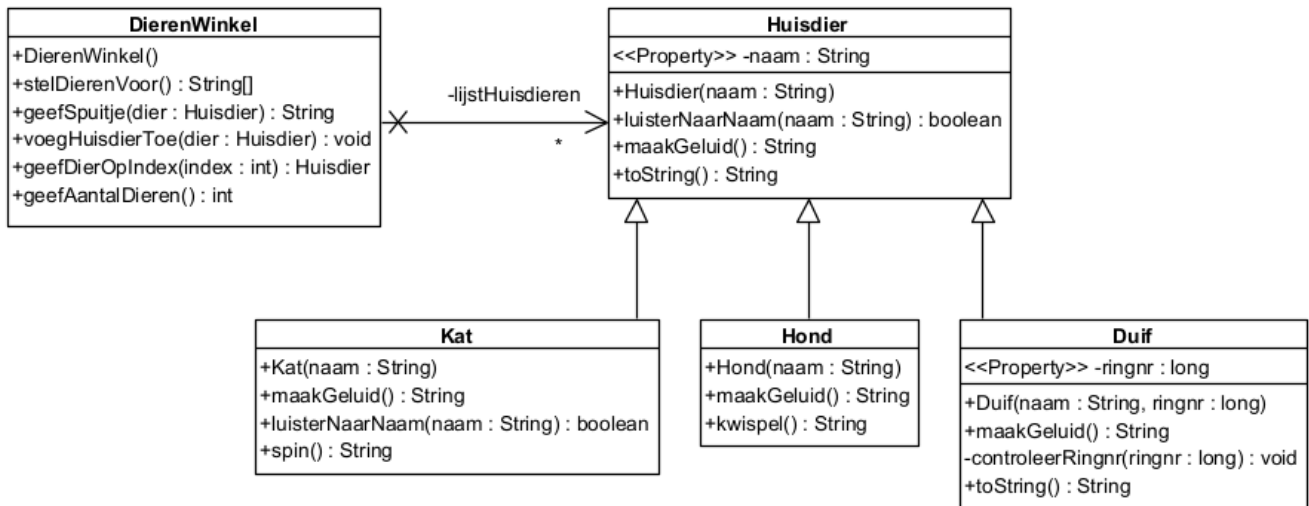 DierenWinkel
+DierenWinkel()
+stelDierenVoor() : String[]
+geefSpuitje(dier : Huisdier) : String
+voegHuisdierToe(dier : Huisdier) : void
+geefDierOpIndex(index : int) : Huisdier
+geefAantalDieren() : int
-lijstHuisdieren
*
Huisdier
<<Property>> -naam : String
+Huisdier(naam : String)
+luisterNaarNaam(naam : String) : boolean
+maakGeluid() : String
+toString() : String
Kat
+Kat(naam : String)
+maakGeluid() : String
+luisterNaarNaam(naam : String) : boolean
+spin() : String
Hond
+Hond(naam : String)
+maakGeluid() : String
+kwispel() : String
Duif
<<Property>> -ringnr : long
+Duif(naam : String, ringnr : long)
+maakGeluid() : String
-controleerRingnr(ringnr : long) : void
+toString() : String